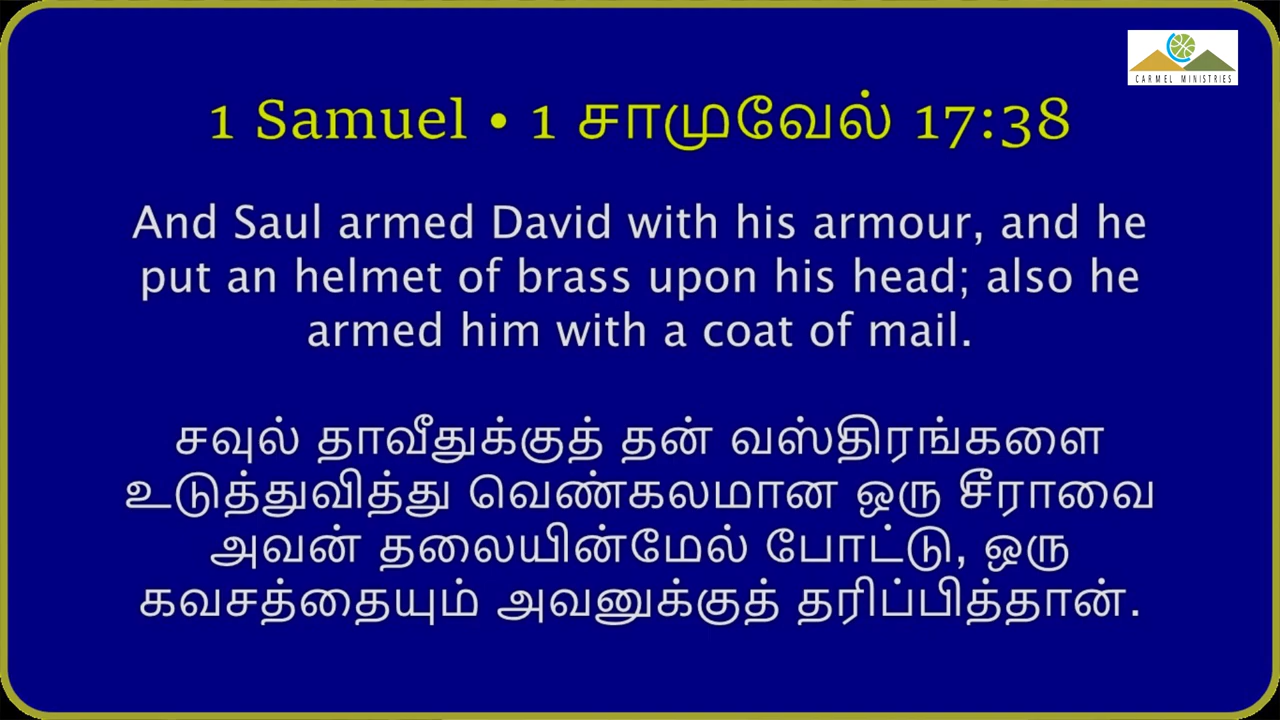 CARMEL MINISTRIES
1 Samuel • 1 சாமுவேல் 17:38
And Saul armed David with his armour, and he
put an helmet of brass upon his head; also he
armed him with a coat of mail.
சவுல் தாவீதுக்குத் தன் வஸ்திரங்களை
உடுத்துவித்து வெண்கலமான ஒரு சீராவை
அவன் தலையின்மேல் போட்டு, ஒரு
கவசத்தையும் அவனுக்குத் தரிப்பித்தான்.